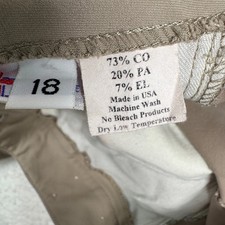 18
73% CO
20% PA
7% EL
Made in USA
Machine Wash
No Bleach Products
Dry Low Temperature